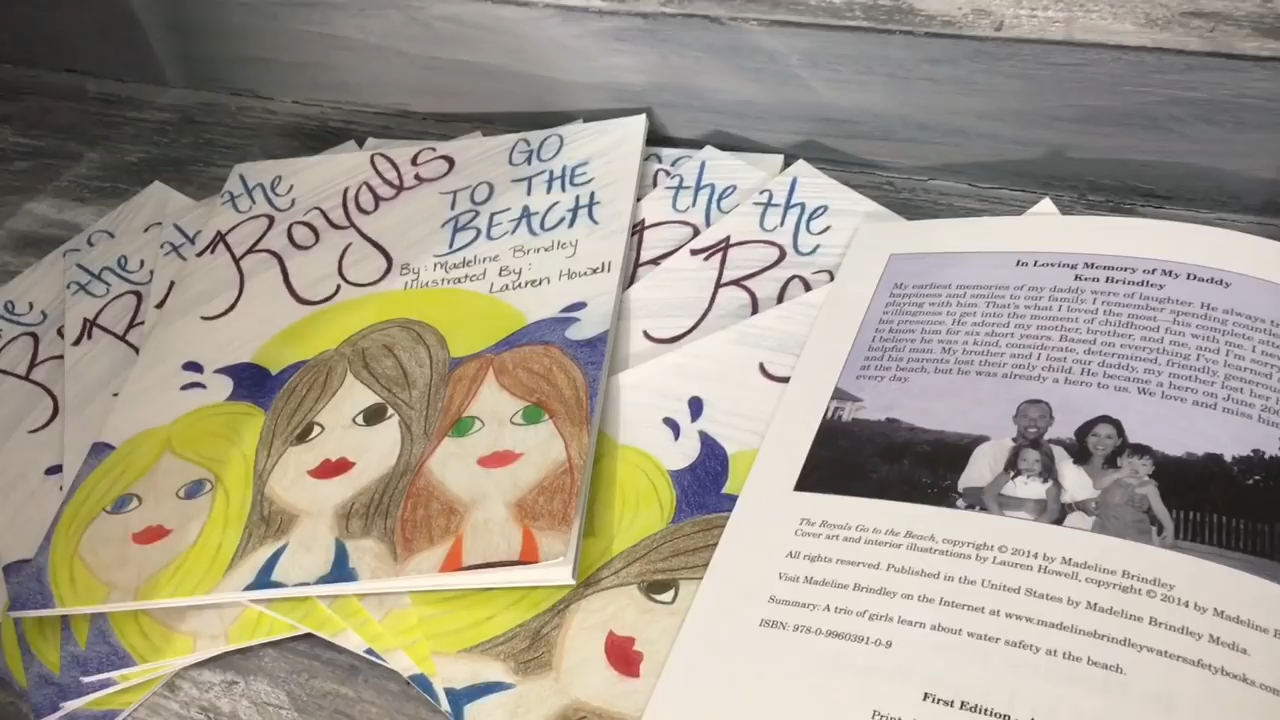 the
Royals
GO
TO THE
BEACH
By: Madeline Brindley
Illustrated By:
Lauren Howell
the
the
the
the
In Loving Memory of My Daddy
Ken Brindley
My earliest memories of my daddy were of laughter. He always
happiness and smiles to our family. I remember spending
playing with him. That's what I loved the most—his complete
willingness to get into the moment of childhood fun with me. I
his presence. He adored my mother, brother, and me, and I'm
to know him for six short years. Based on everything I've learned
I believe he was a kind, considerate, determined, friendly,
helpful man. My brother and I lost our daddy, my mother lost her
and his parents lost their only child. He became a hero on June
at the beach, but he was already a hero to us. We love and miss him
every day.
The Royals Go to the Beach, copyright © 2014 by Madeline Brindley
Cover art and interior illustrations by Lauren Howell, copyright © 2014 by Madeline
All rights reserved. Published in the United States by Madeline Brindley Media.
Visit Madeline Brindley on the Internet at www.madelinebrindleywatersafetybooks.com
Summary: A trio of girls learn about water safety at the beach.
ISBN: 978-0-9960391-0-9
First Edition